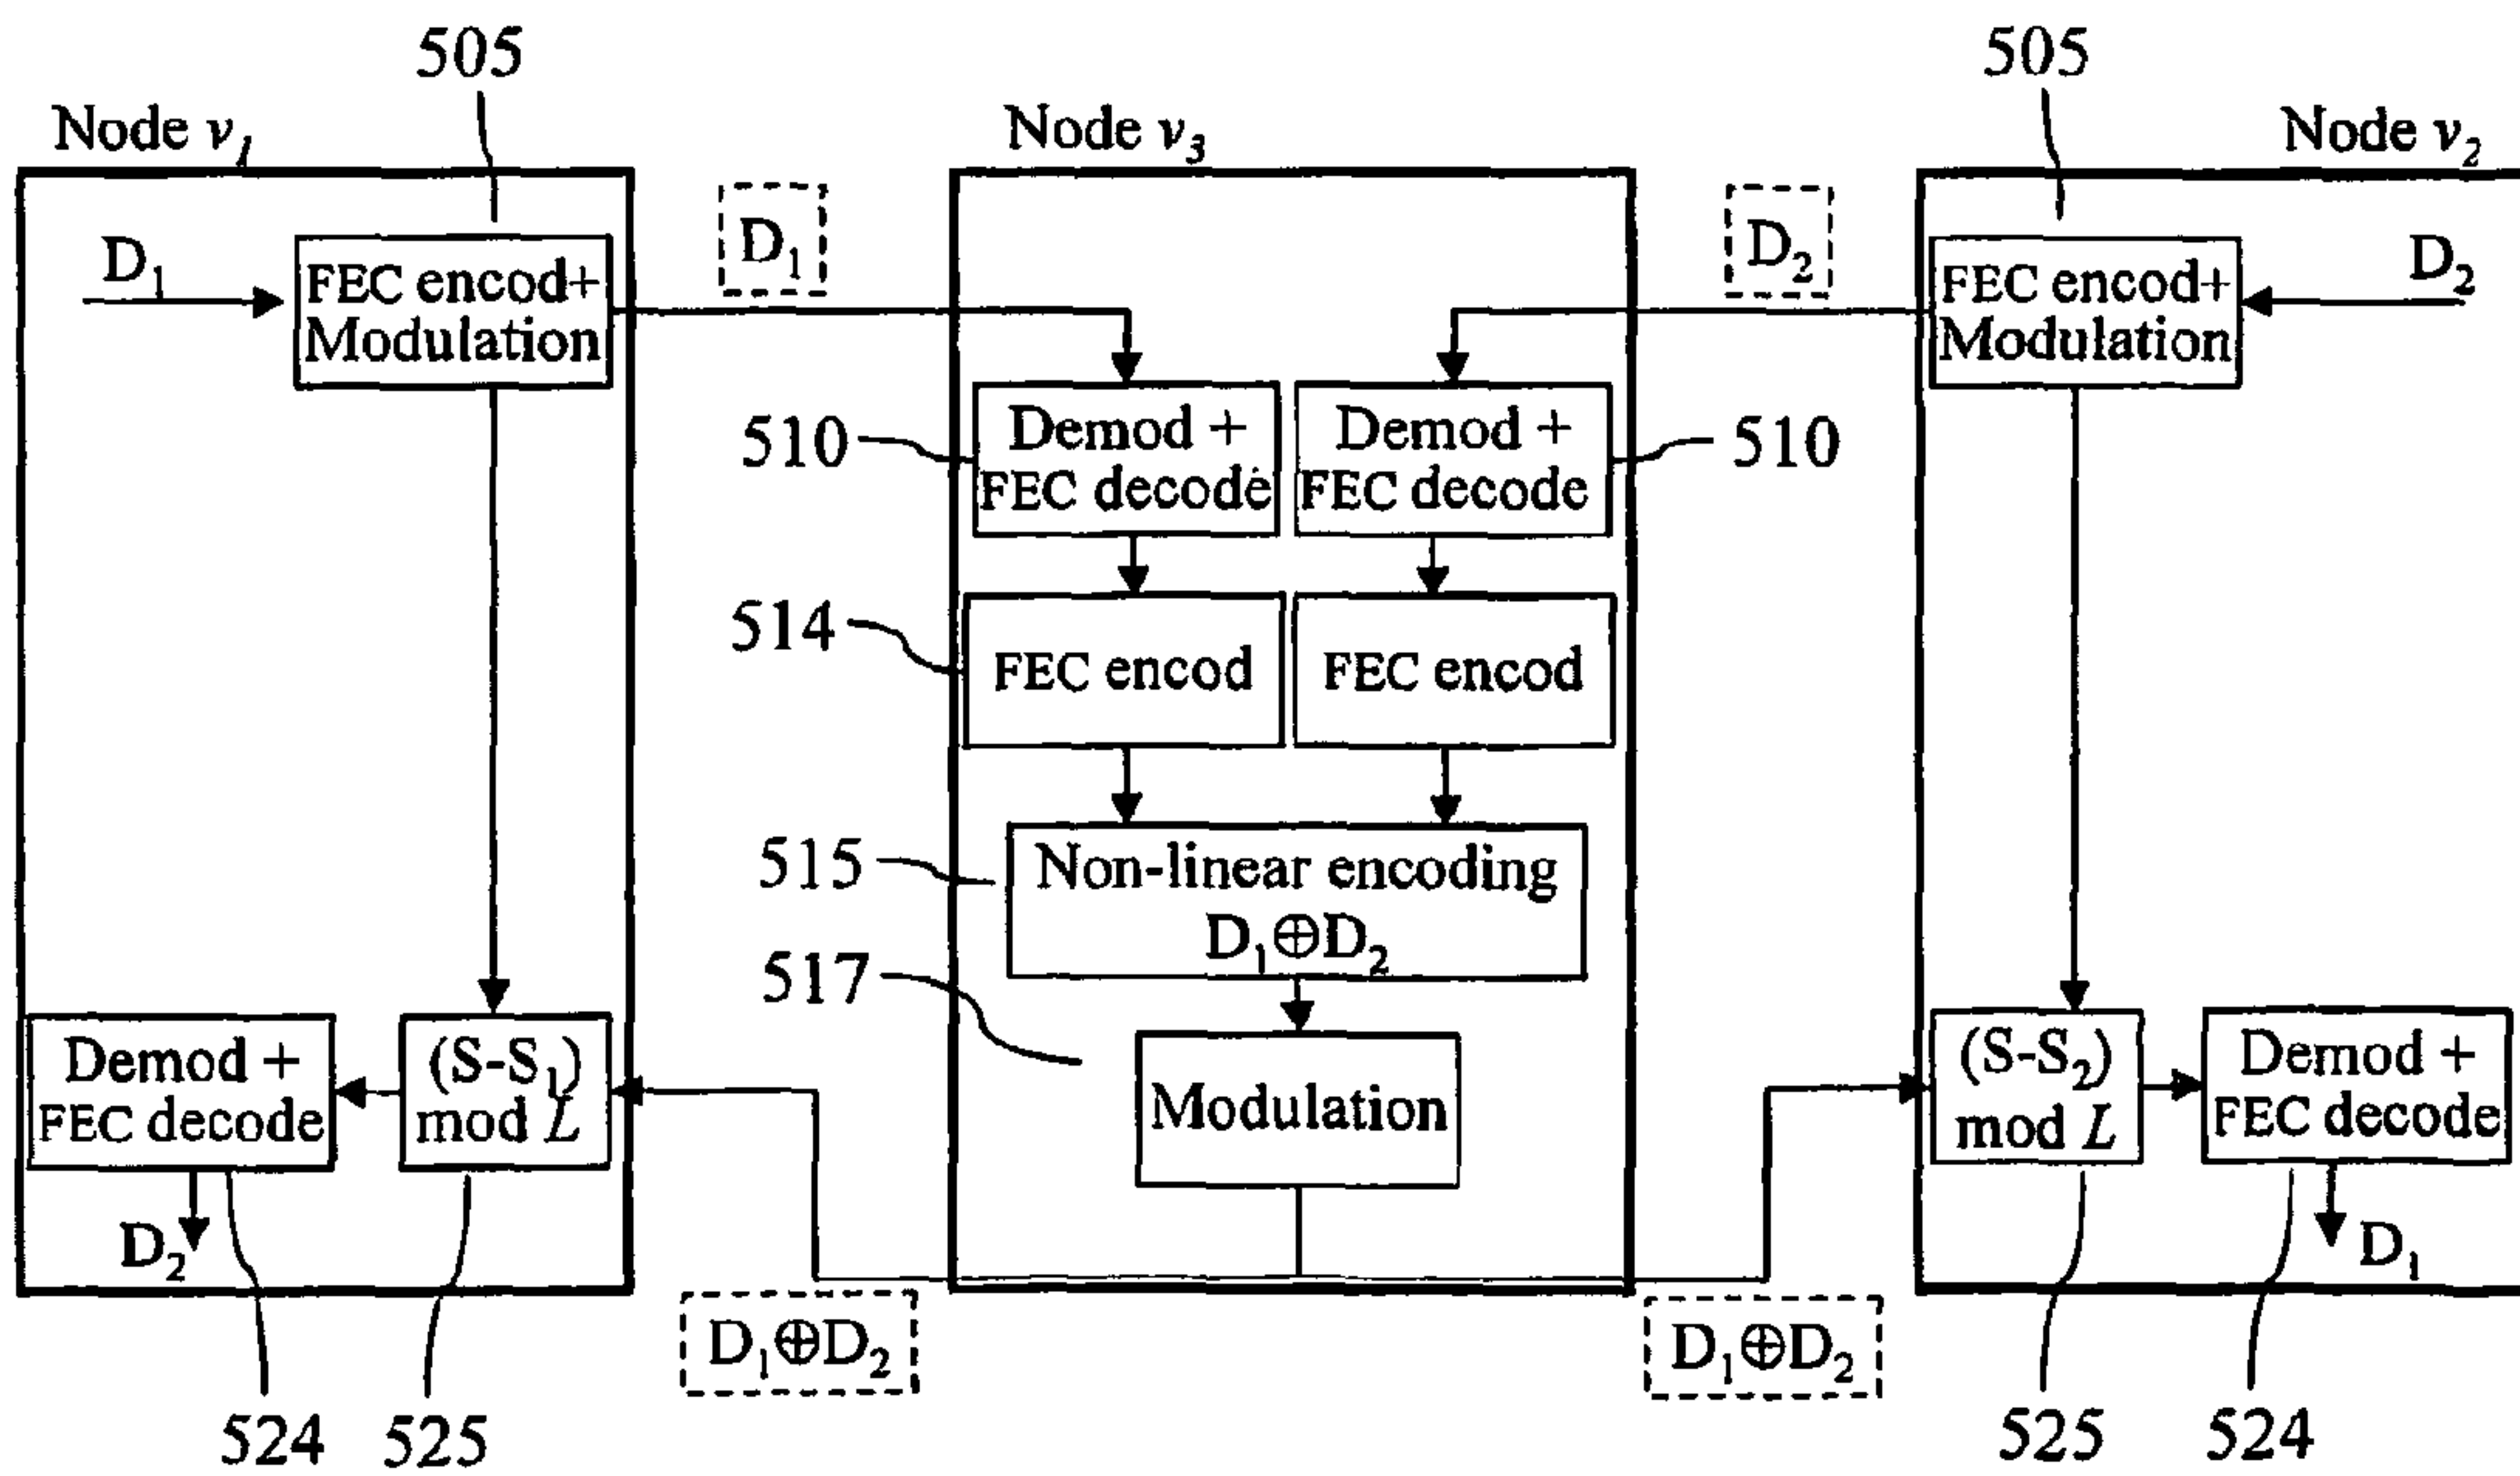 505
505
Node v₁
Node v₃
Node v₂
D₁
FEC encod+
Modulation
D₁
D₂
FEC encod+
Modulation
D₂
510
Demod +
FEC decode
Demod +
FEC decode
510
514
FEC encod
FEC encod
515
Non-linear encoding
D₁⊕D₂
517
Modulation
Demod +
FEC decode
(S-S₁)
mod L
(S-S₂)
mod L
Demod +
FEC decode
D₂
D₁
D₁⊕D₂
D₁⊕D₂
524
525
525
524